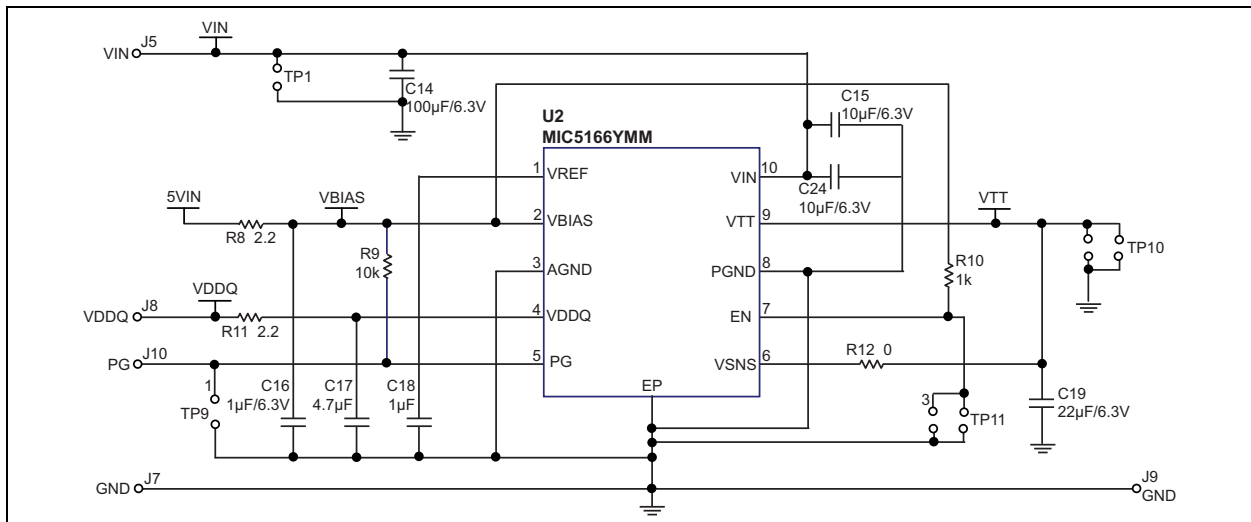 VIN
VIN
J5
TP1
C14
100µF/6.3V
C15
10µF/6.3V
U2
MIC5166YMM
1
VREF
VIN
10
C24
10µF/6.3V
5VIN
VBIAS
R8 2.2
2
VBIAS
VTT
9
VTT
TP10
R9
10k
3
AGND
PGND
8
R10
1k
VDDQ
VDDQ
J8
R11 2.2
4
VDDQ
EN
7
PG
J10
5
PG
VSNS
6
R12 0
EP
1
TP9
C16
1µF/6.3V
C17
4.7µF
C18
1µF
3
TP11
C19
22µF/6.3V
GND
J7
J9
GND